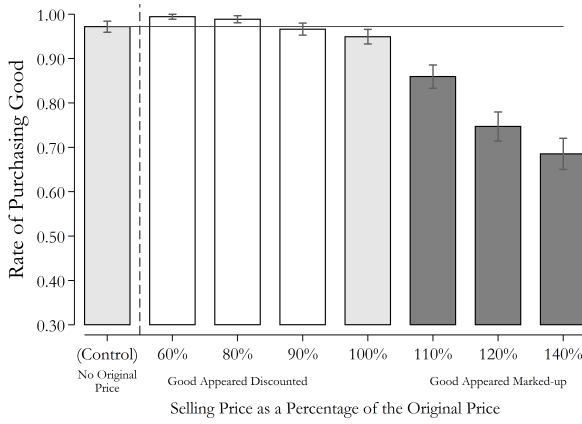 Rate of Purchasing Good
1.00
0.90
0.80
0.70
0.60
0.50
0.40
0.30
(Control) 60% 80% 90% 100% 110% 120% 140%
No Original
Price
Good Appeared Discounted
Good Appeared Marked-up
Selling Price as a Percentage of the Original Price